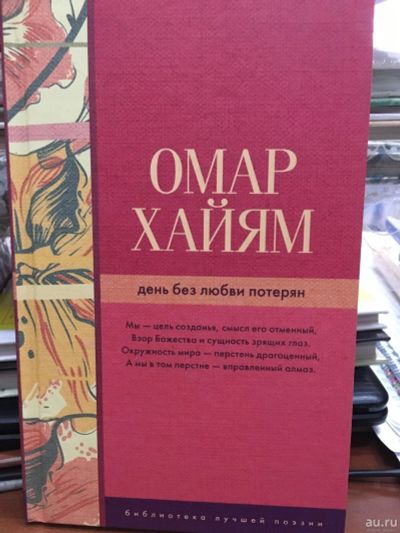 ОМАР
ХАЙЯМ
день без любви потерян
Мы — цель созданья, смысл его отменный,
Взор Божества и сущность зрящих глаз.
Окружность мира — перстень драгоценный,
А мы в том перстне — вправленный алмаз.
библиотека лучшей поэзии
au.ru